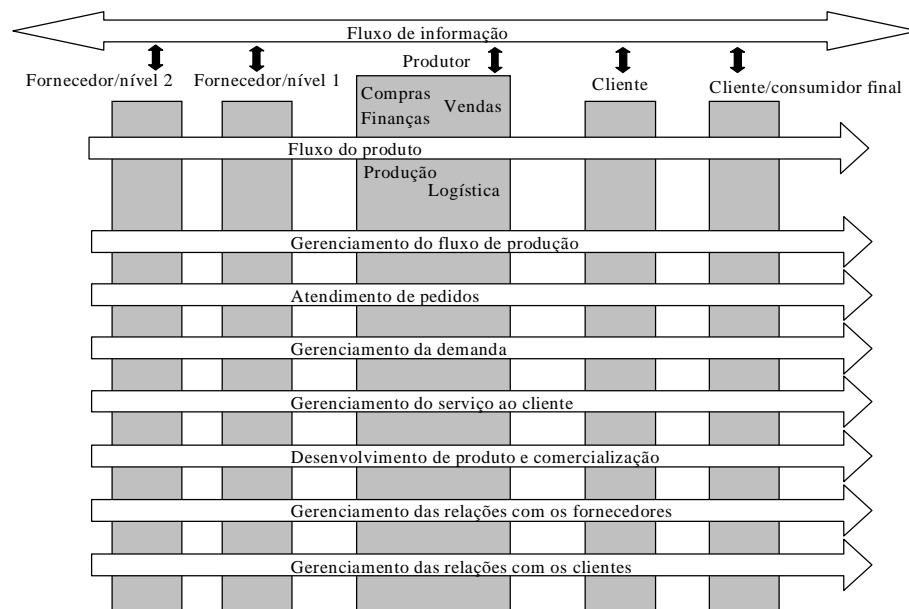 Fluxo de informação
Produtor
Fornecedor/nível 2
Fornecedor/nível 1
Cliente
Cliente/consumidor final
Compras
Vendas
Finanças
Fluxo do produto
Produção
Logística
Gerenciamento do fluxo de produção
Atendimento de pedidos
Gerenciamento da demanda
Gerenciamento do serviço ao cliente
Desenvolvimento de produto e comercialização
Gerenciamento das relações com os fornecedores
Gerenciamento das relações com os clientes